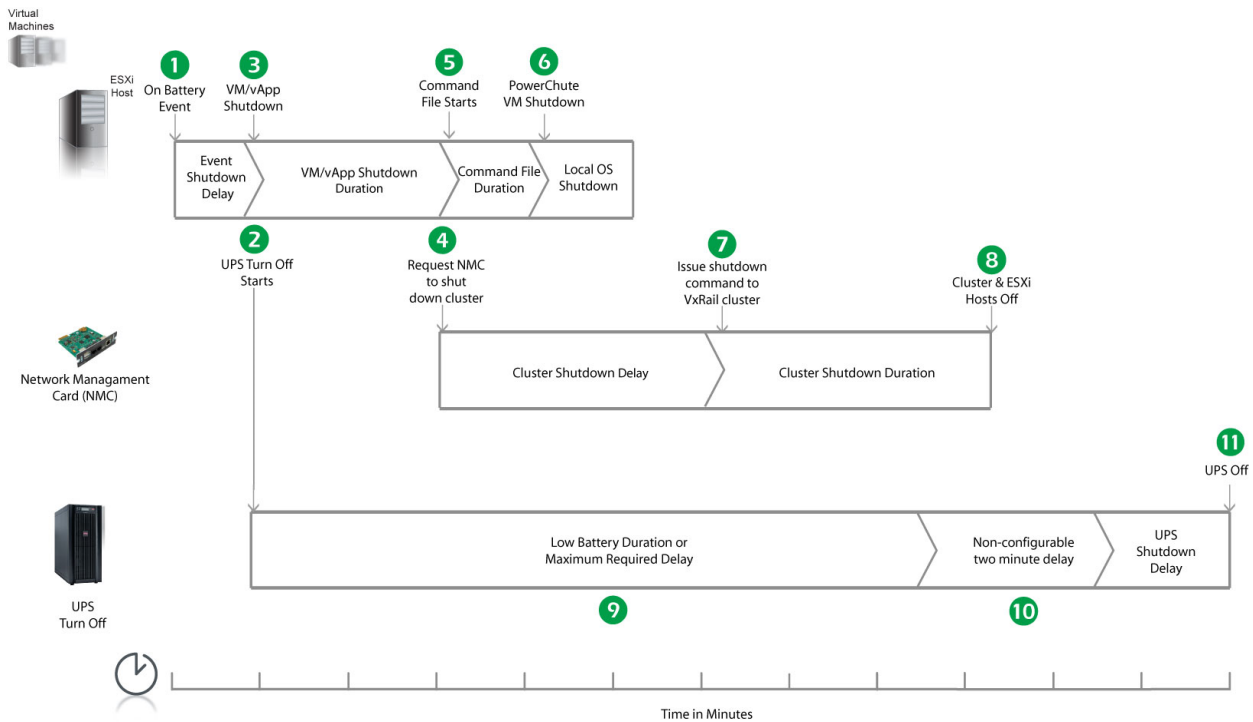 Virtual
Machines
ESXi
Host
1
On Battery
Event
3
VM/vApp
Shutdown
5
Command
File Starts
6
PowerChute
VM Shutdown
Event
Shutdown
Delay
VM/vApp Shutdown
Duration
Command File
Duration
Local OS
Shutdown
2
UPS Turn Off
Starts
4
Request NMC
to shut
down cluster
7
Issue shutdown
command to
VxRail cluster
8
Cluster & ESXi
Hosts Off
Network Managament
Card (NMC)
Cluster Shutdown Delay
Cluster Shutdown Duration
11
UPS Off
UPS
Turn Off
Low Battery Duration or
Maximum Required Delay
Non-configurable
two minute delay
UPS
Shutdown
Delay
9
10
Time in Minutes